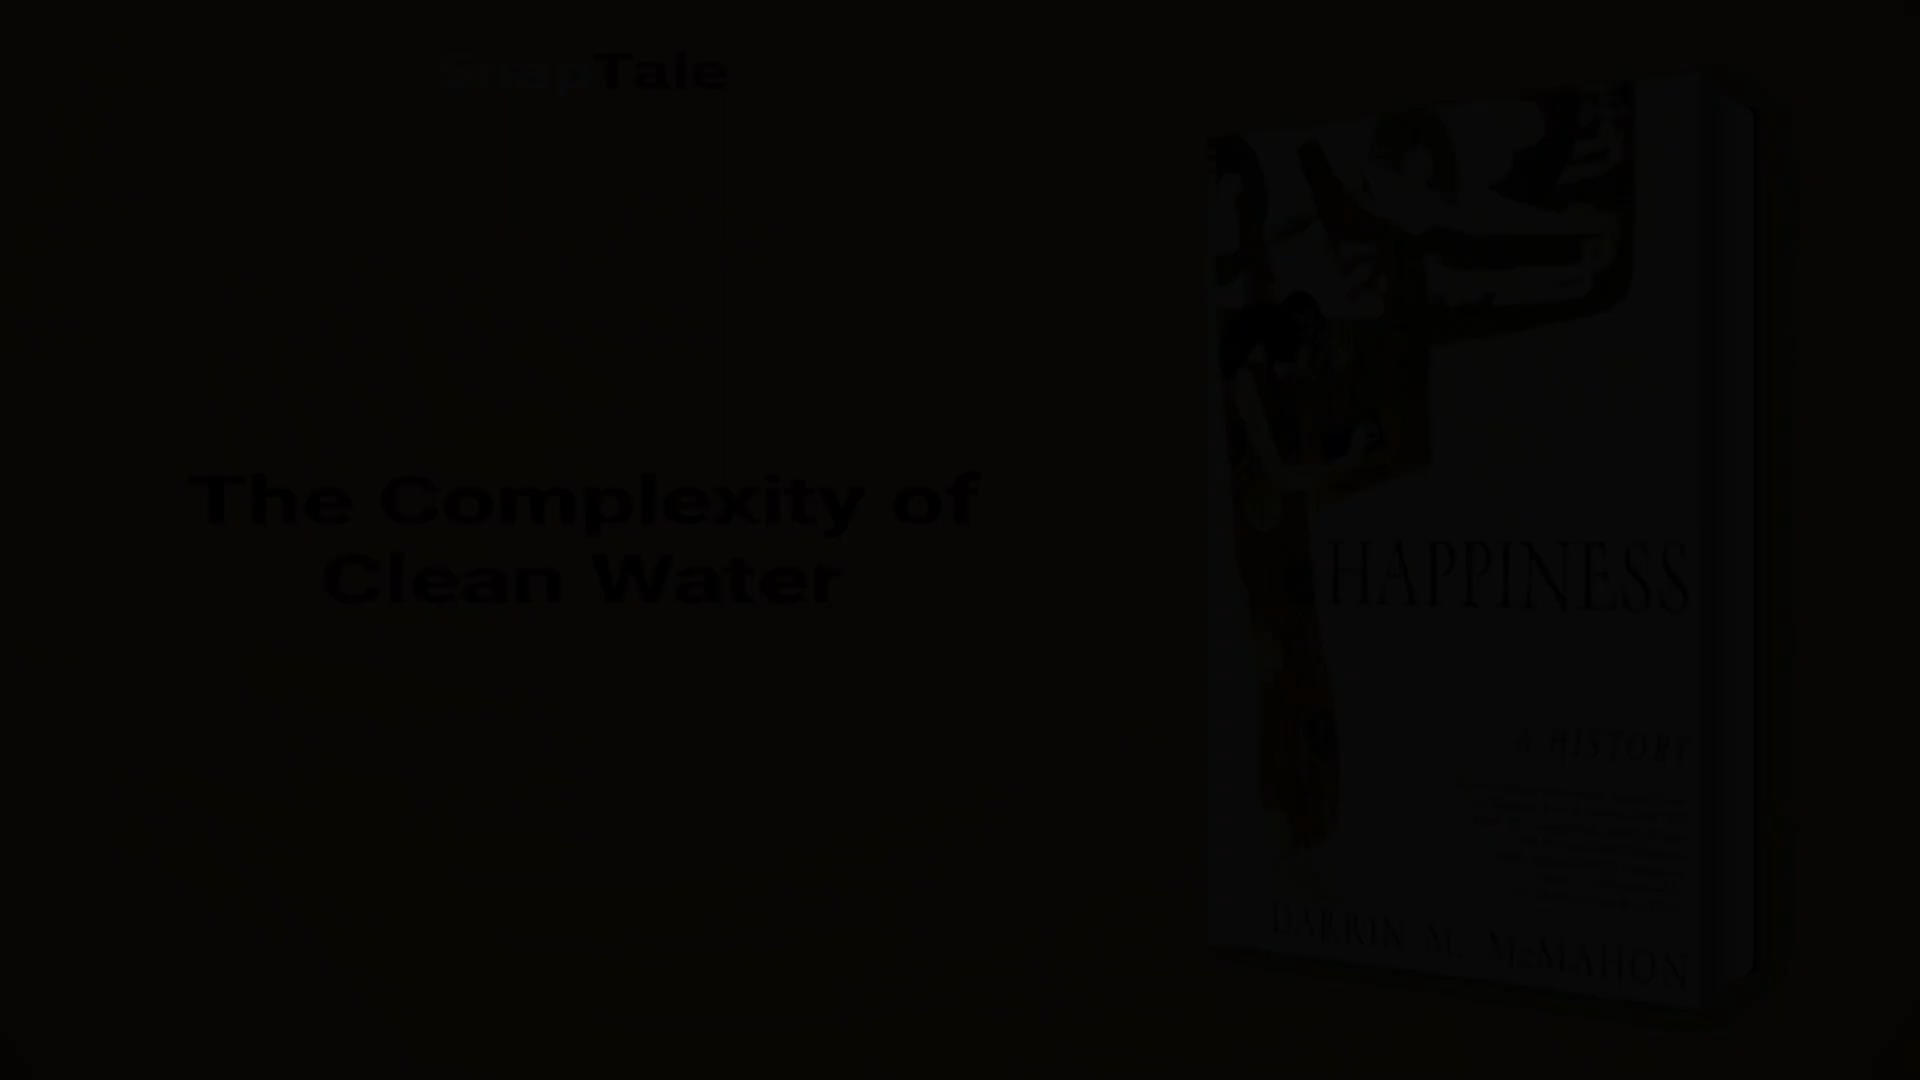 SnapTale
The Complexity of
Clean Water
HAPPINESS
A HISTORY
DARRIN M. McMAHON